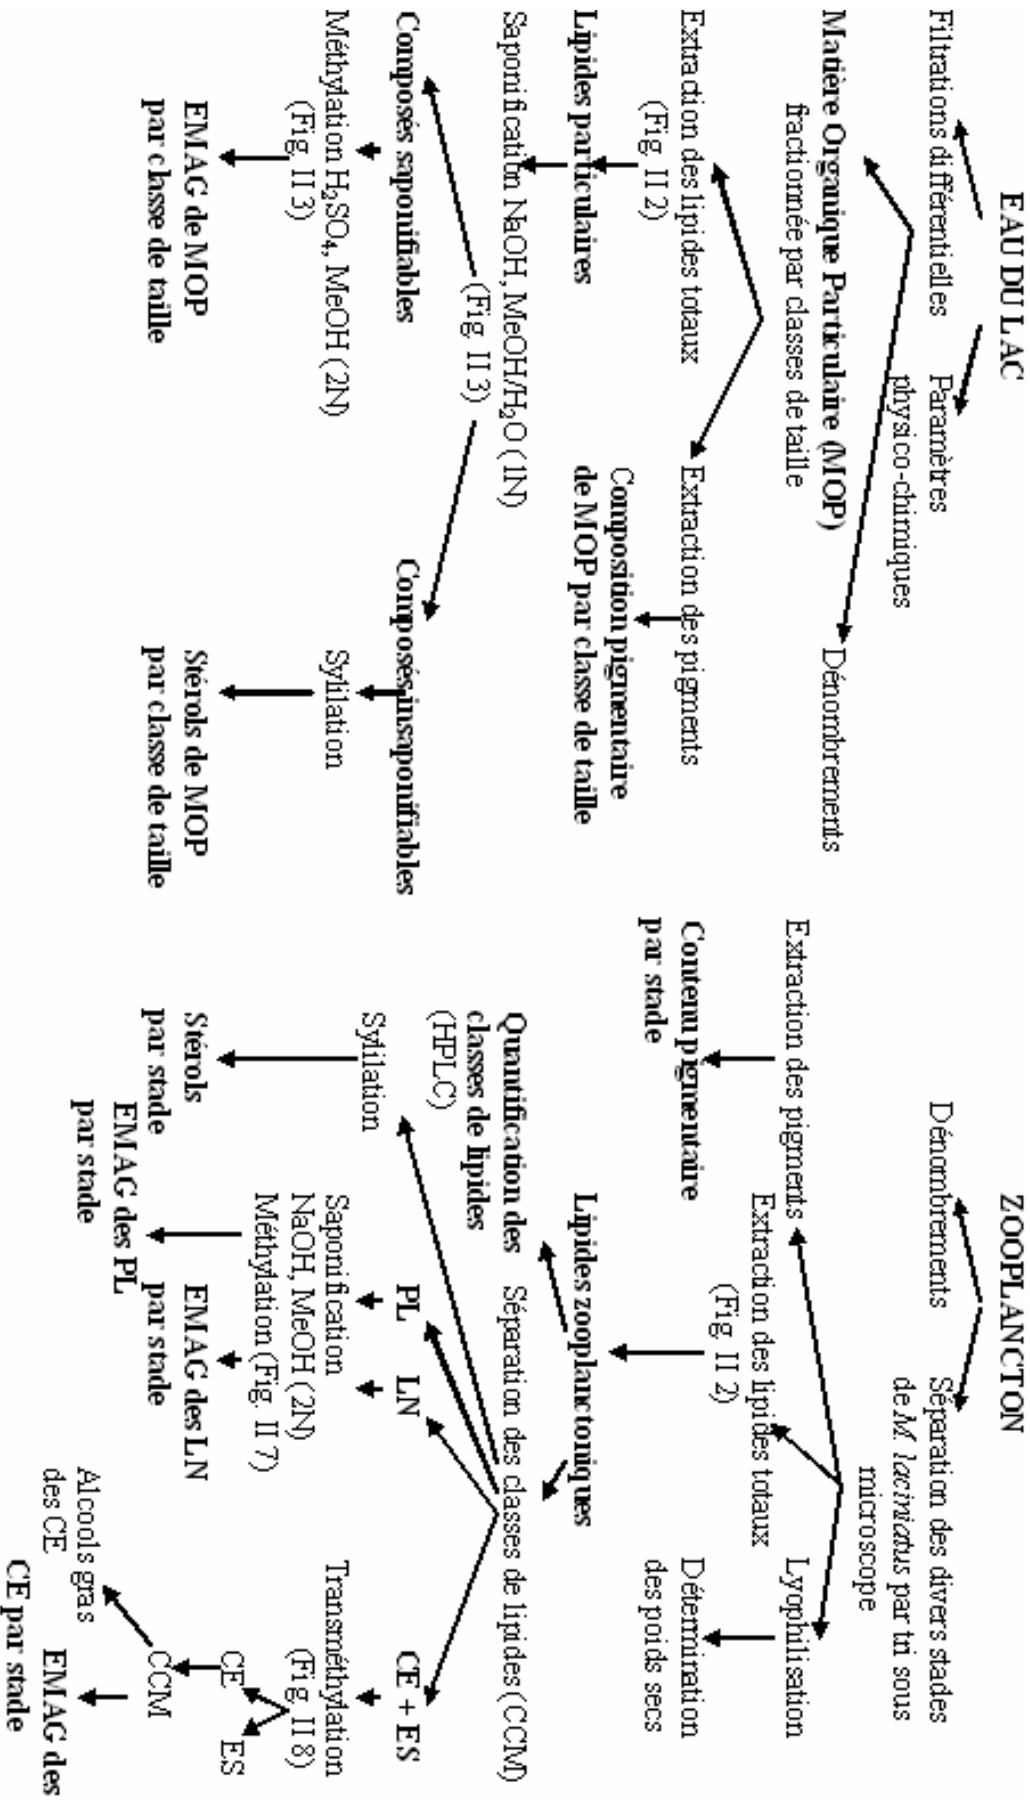 EAU DU LAC
Filtrations différentielles
Paramètres
physico-chimiques
Matière Organique Particulaire (MOP)
fractionnée par classes de taille
Dénombrements
Extraction des lipides totaux
(Fig. II 2)
Extraction des pigments
Lipides particulaires
Composition pigmentaire
de MOP par classe de taille
Saponification NaOH, MeOH/H₂O (1N)
(Fig. II 3)
Composés saponifiables
Composés insaponifiables
Méthylation H₂SO₄, MeOH (2N)
(Fig. II 3)
Sylilation
EMAG de MOP
par classe de taille
Stérols de MOP
par classe de taille
ZOOPLANCTON
Dénombrements
Séparation des divers stades
de M. laciniatus par tri sous
microscope
Extraction des pigments
Extraction des lipides totaux
(Fig. II 2)
Lyophilisation
Contenu pigmentaire
par stade
Détermination
des poids secs
Lipides zooplanctoniques
Quantification des
classes de lipides
(HPLC)
Séparation des classes de lipides (CCM)
Sylilation
PL
LN
CE + ES
Saponification
NaOH, MeOH (2N)
Méthylation (Fig. II 7)
Transméthylation
(Fig. II 8)
Stérols
par stade
EMAG des PL
par stade
EMAG des LN
par stade
CE
ES
CCM
Alcools gras
des CE
EMAG des
CE par stade